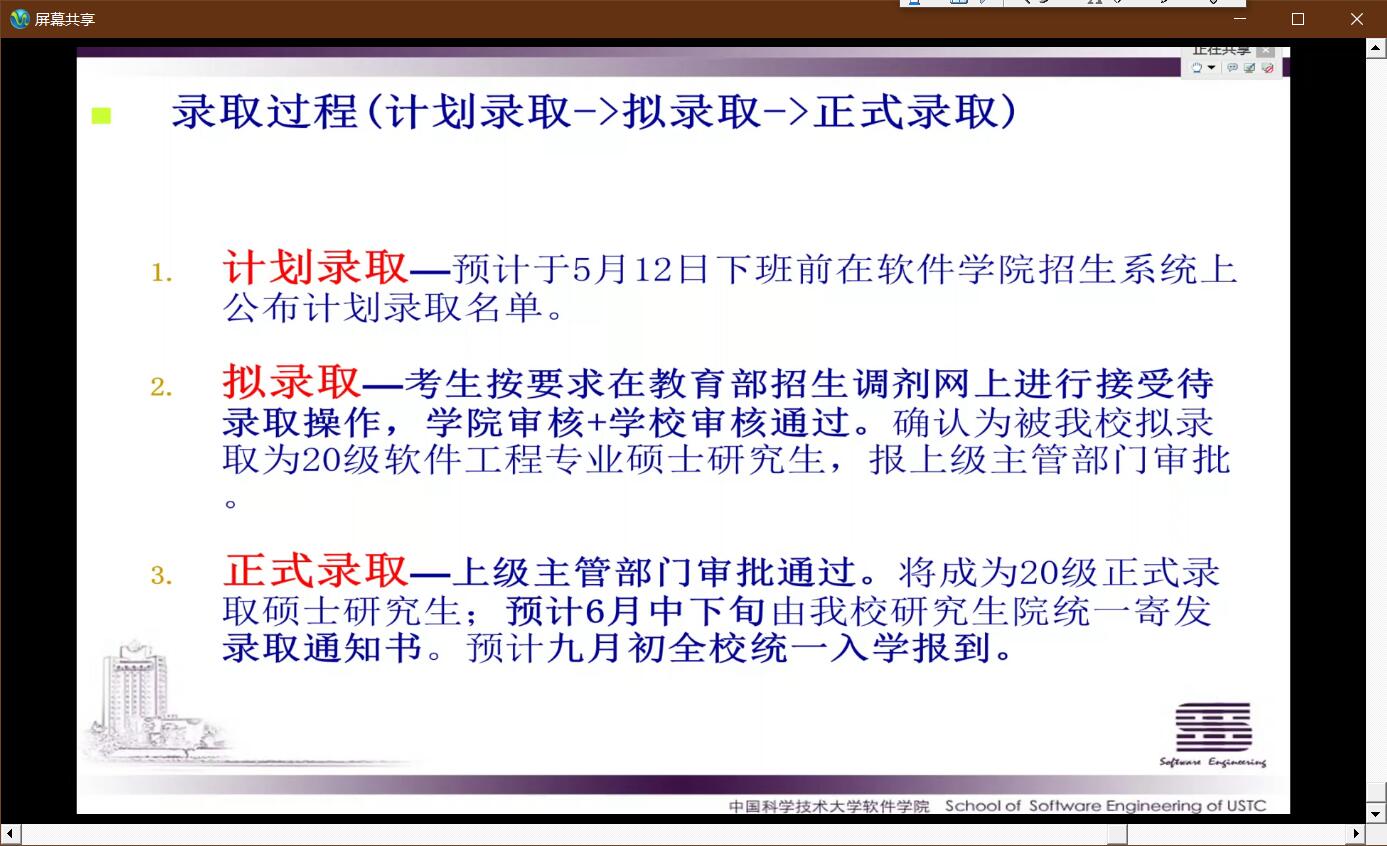 屏幕共享
正在共享
录取过程(计划录取->拟录取->正式录取)
1. 计划录取—预计于5月12日下班前在软件学院招生系统上
公布计划录取名单。
2. 拟录取—考生按要求在教育部招生调剂网上进行接受待
录取操作，学院审核+学校审核通过。确认为被我校拟录
取为20级软件工程专业硕士研究生，报上级主管部门审批
。
3. 正式录取—上级主管部门审批通过。将成为20级正式录
取硕士研究生；预计6月中下旬由我校研究生院统一寄发
录取通知书。预计九月初全校统一入学报到。
Software Engineering
中国科学技术大学软件学院 School of Software Engineering of USTC